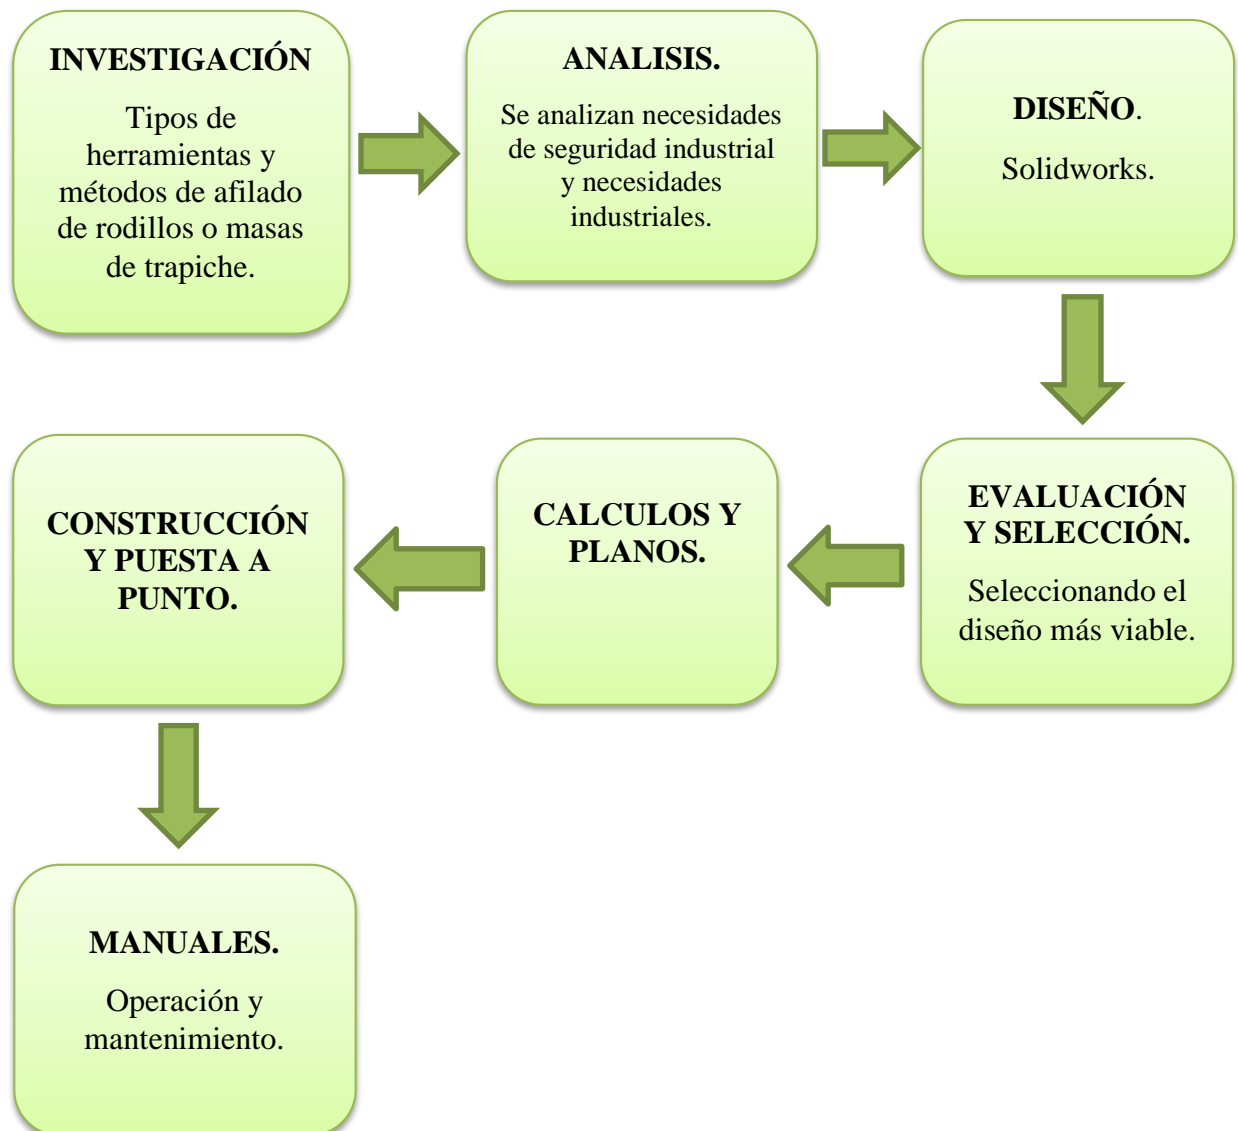 INVESTIGACIÓN
Tipos de
herramientas y
métodos de afilado
de rodillos o masas
de trapiche.
ANALISIS.
Se analizan necesidades
de seguridad industrial
y necesidades
industriales.
DISEÑO.
Solidworks.
EVALUACIÓN
Y SELECCIÓN.
Seleccionando el
diseño más viable.
CALCULOS Y
PLANOS.
CONSTRUCCIÓN
Y PUESTA A
PUNTO.
MANUALES.
Operación y
mantenimiento.